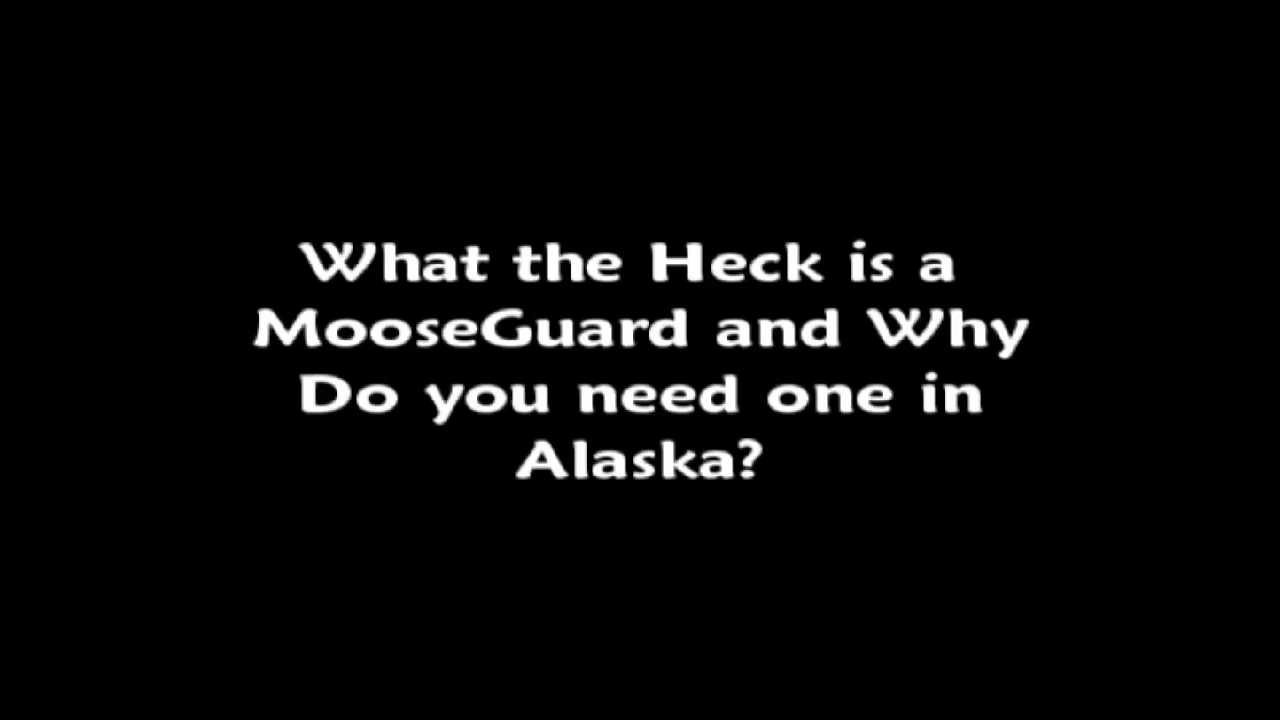 What the Heck is a
MooseGuard and Why
Do you need one in
Alaska?